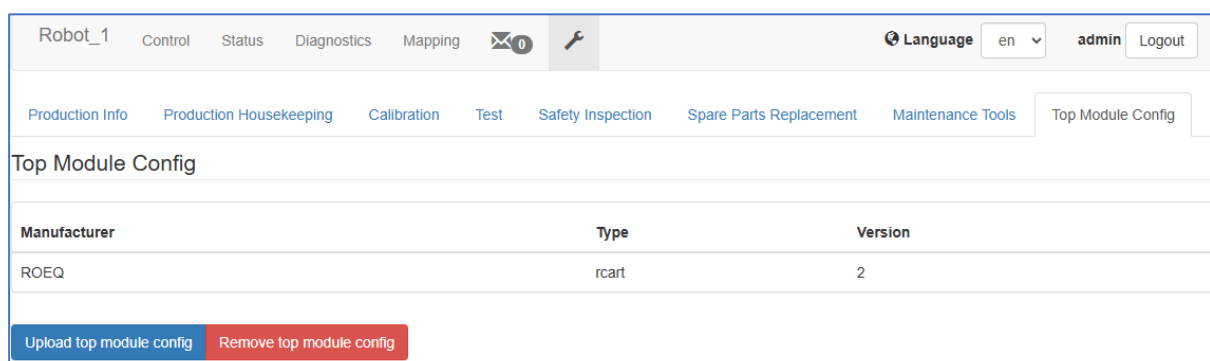 Robot_1 Control Status Diagnostics Mapping 0 Language en admin Logout
Production Info Production Housekeeping Calibration Test Safety Inspection Spare Parts Replacement Maintenance Tools Top Module Config
Top Module Config
Manufacturer Type Version
ROEQ rcart 2
Upload top module config Remove top module config